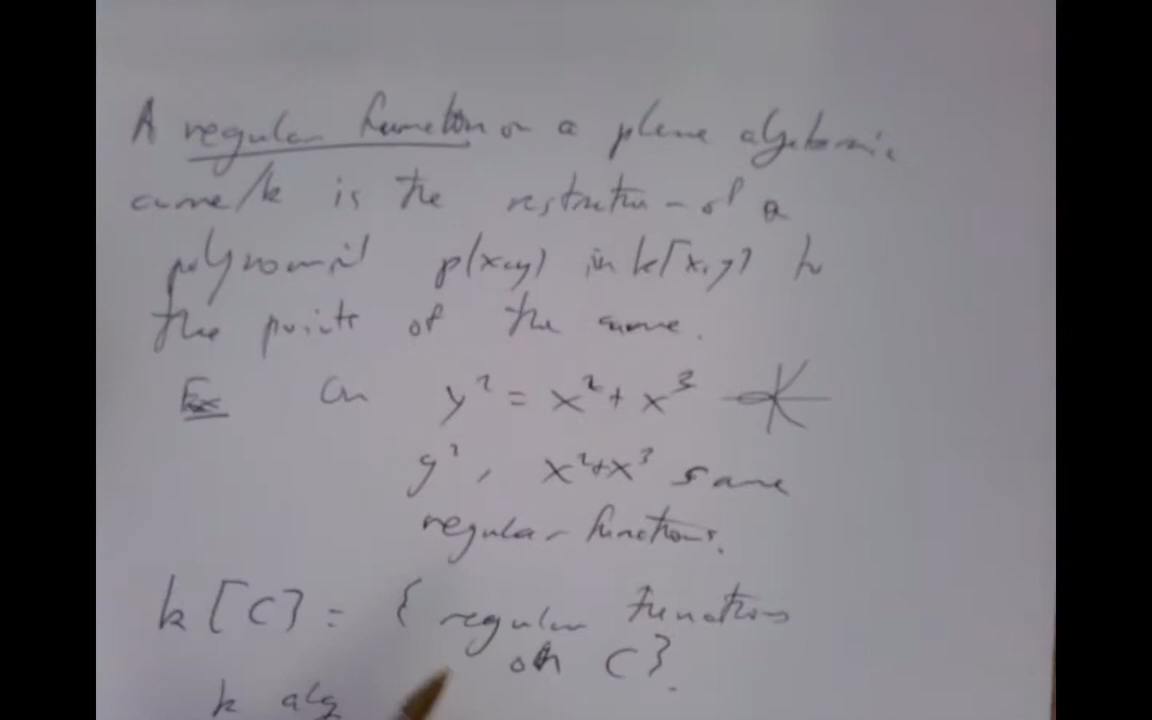 A regular function on a plane algebraic
curve/k is the restriction of a
polynomial p(x,y) in k[x,y] to
the points of the curve.
Ex On y² = x² + x³
y², x²+x³ same
regular functions.
k[C] = { regular functions
on C}.
k alg